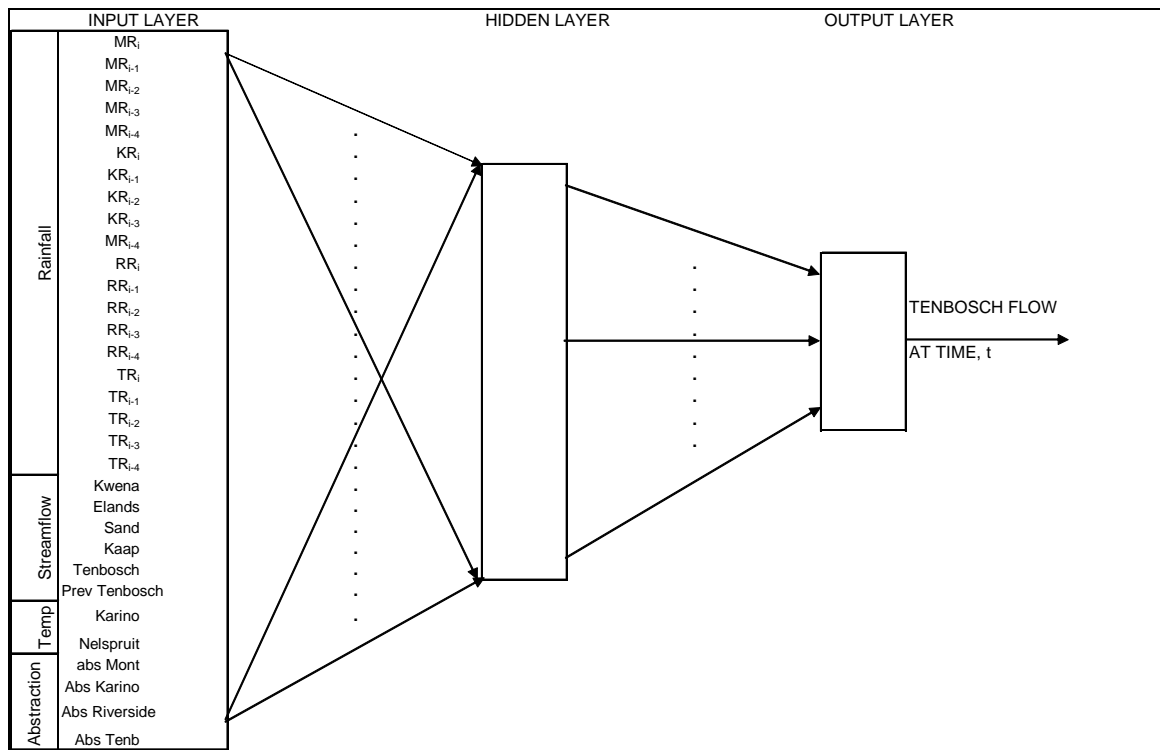 INPUT LAYER HIDDEN LAYER OUTPUT LAYER
Rainfall
MRi
MRi-1
MRi-2
MRi-3
MRi-4
KRi
KRi-1
KRi-2
KRi-3
MRi-4
RRi
RRi-1
RRi-2
RRi-3
RRi-4
TRi
TRi-1
TRi-2
TRi-3
TRi-4
Streamflow
Kwena
Elands
Sand
Kaap
Tenbosch
Prev Tenbosch
Temp
Karino
Nelspruit
Abstraction
abs Mont
Abs Karino
Abs Riverside
Abs Tenb
TENBOSCH FLOW
AT TIME, t